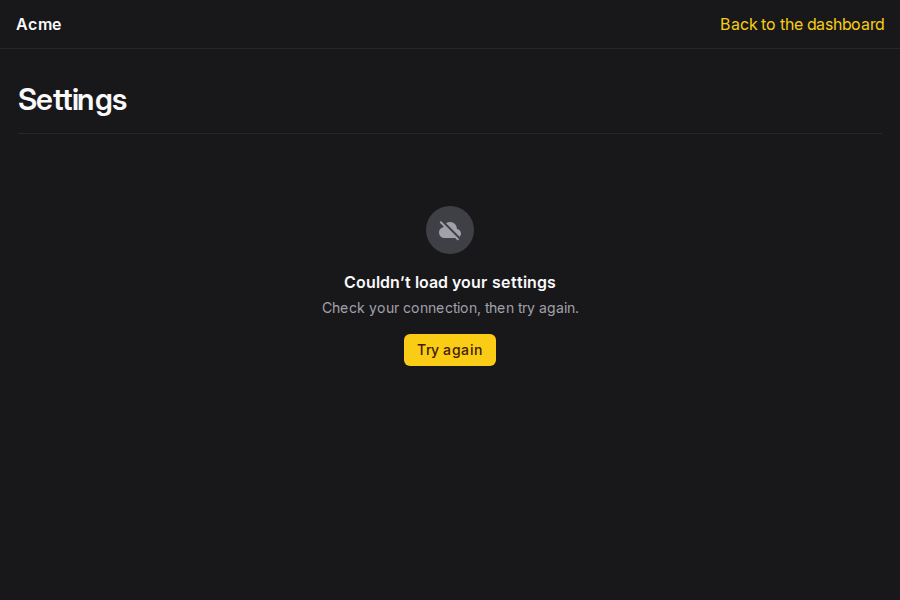 Acme
Back to the dashboard
Settings
Couldn’t load your settings
Check your connection, then try again.
Try again